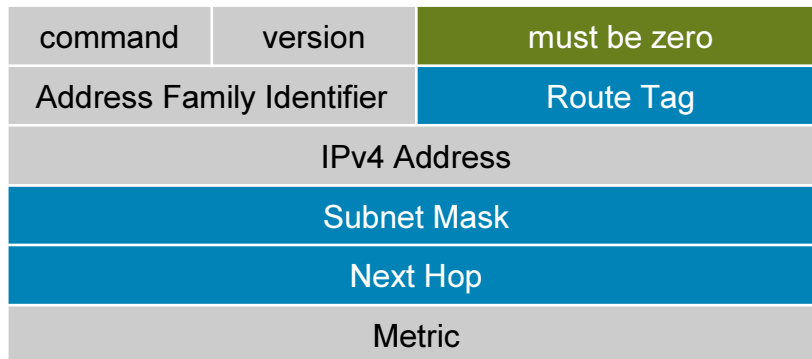 command version must be zero
Address Family Identifier Route Tag
IPv4 Address
Subnet Mask
Next Hop
Metric